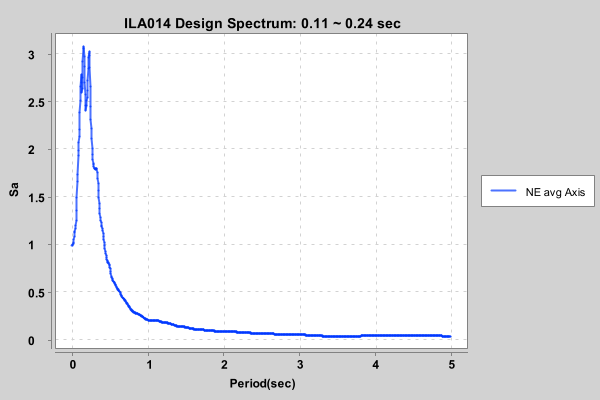 ILA014 Design Spectrum: 0.11 ~ 0.24 sec
3
2.5
2
1.5
1
0.5
0
Sa
0 1 2 3 4 5
Period(sec)
NE avg Axis